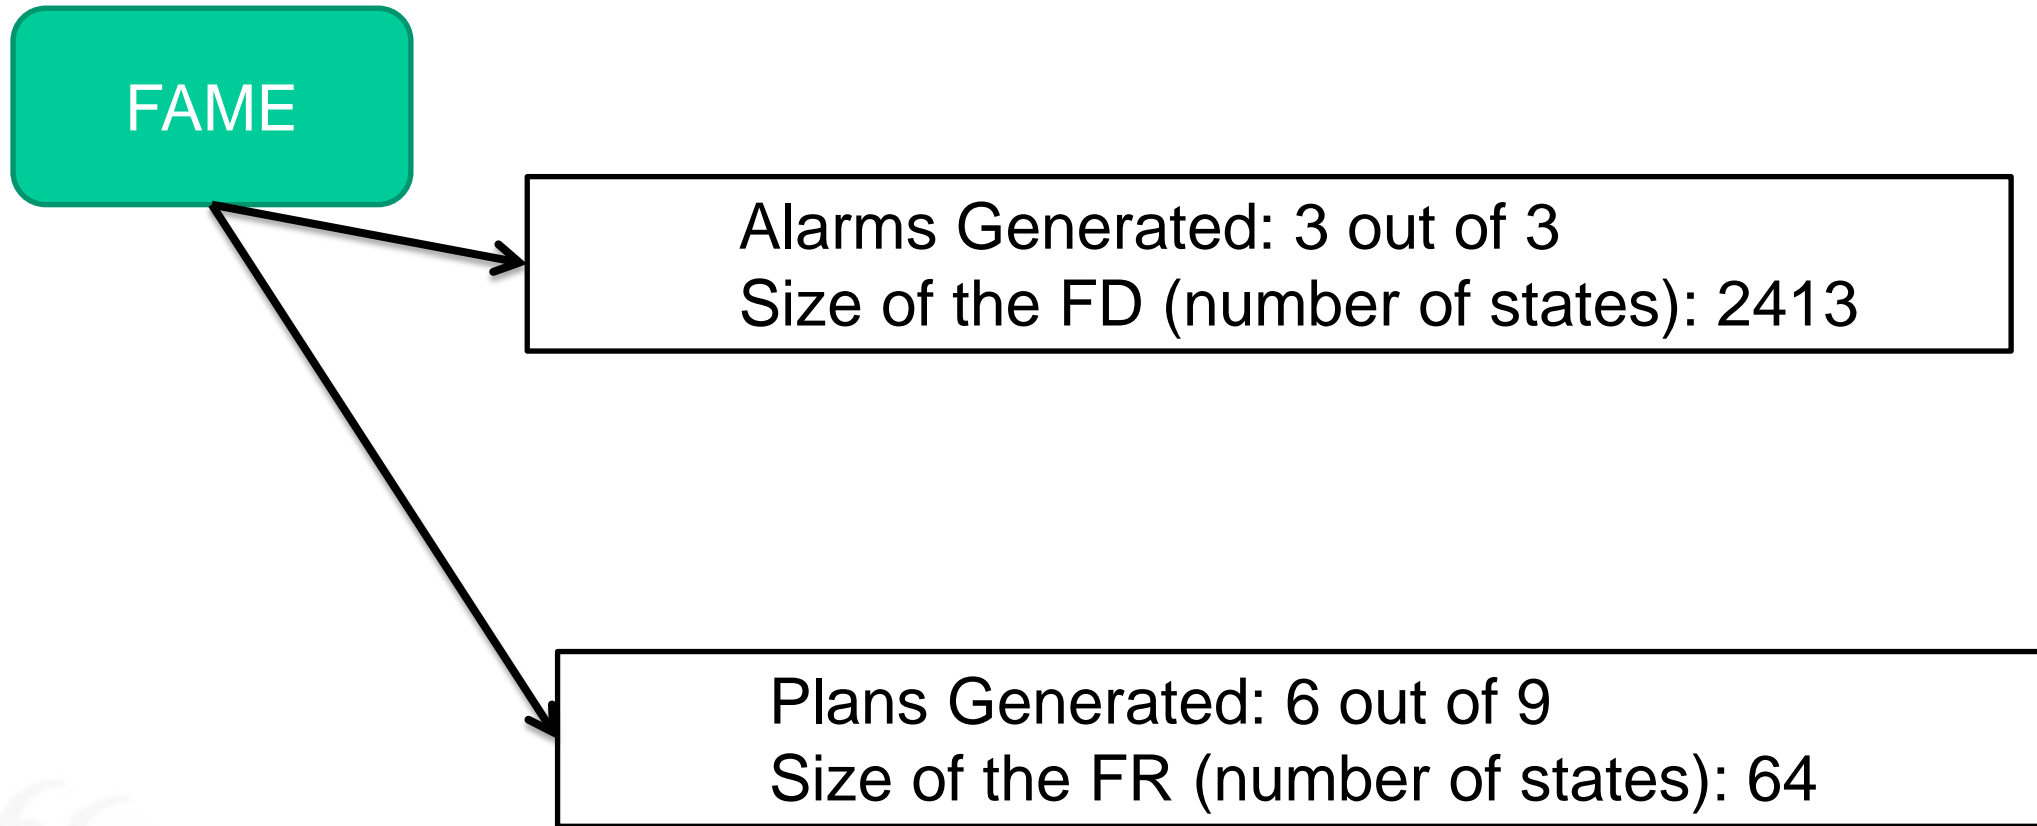 FAME
Alarms Generated: 3 out of 3
Size of the FD (number of states): 2413
Plans Generated: 6 out of 9
Size of the FR (number of states): 64